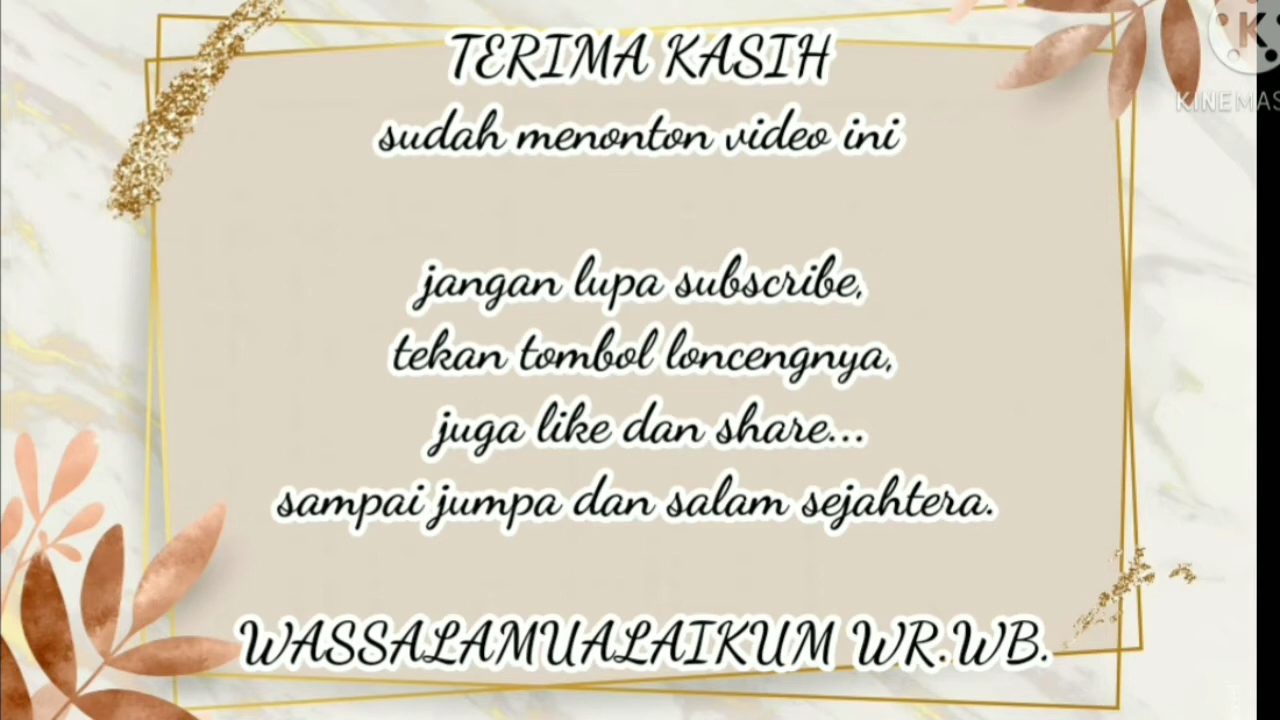 TERIMA KASIH
sudah menonton video ini
jangan lupa subscribe,
tekan tombol loncengnya,
juga like dan share...
sampai jumpa dan salam sejahtera.
WASSALAMUALAIKUM WR.WB.
K
KINEMAS